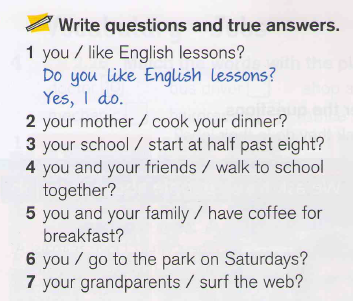 Write questions and true answers.
1 you / like English lessons?
Do you like English lessons?
Yes, I do.
2 your mother / cook your dinner?
3 your school / start at half past eight?
4 you and your friends / walk to school
together?
5 you and your family / have coffee for
breakfast?
6 you / go to the park on Saturdays?
7 your grandparents / surf the web?